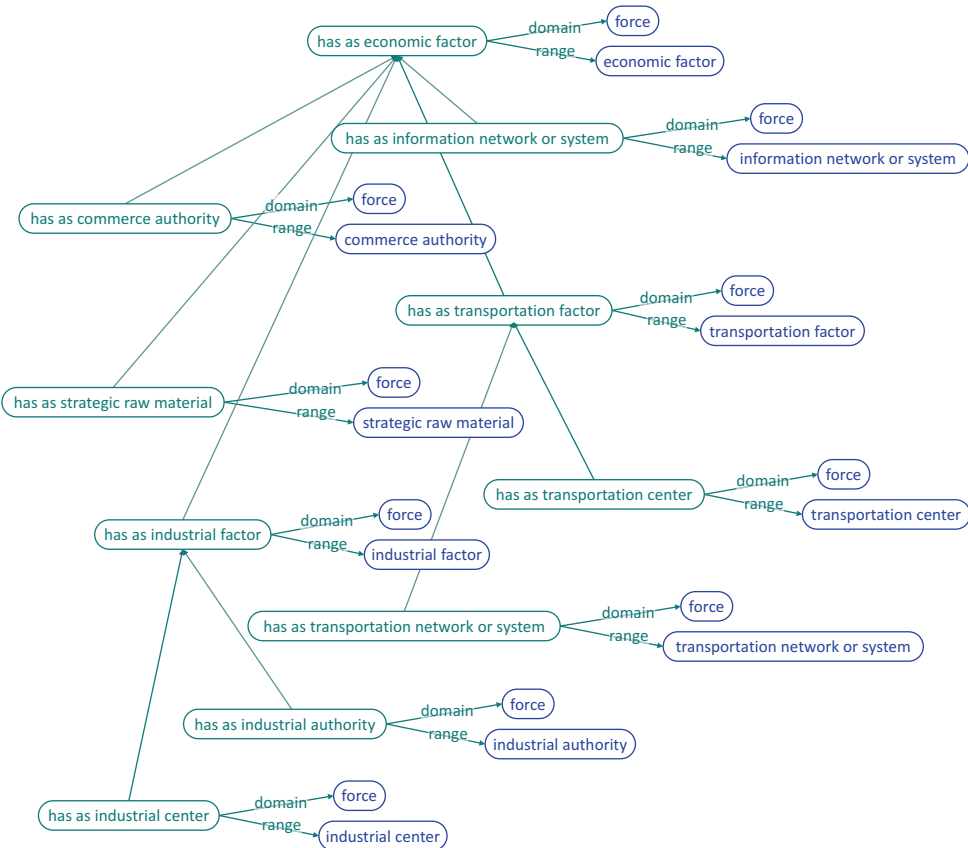 force
domain
has as economic factor
range
economic factor
force
domain
has as information network or system
range
information network or system
force
domain
has as commerce authority
range
commerce authority
force
domain
has as transportation factor
range
transportation factor
force
domain
has as strategic raw material
range
strategic raw material
force
domain
has as transportation center
range
transportation center
force
domain
has as industrial factor
range
industrial factor
force
domain
has as transportation network or system
range
transportation network or system
force
domain
has as industrial authority
range
industrial authority
force
domain
has as industrial center
range
industrial center